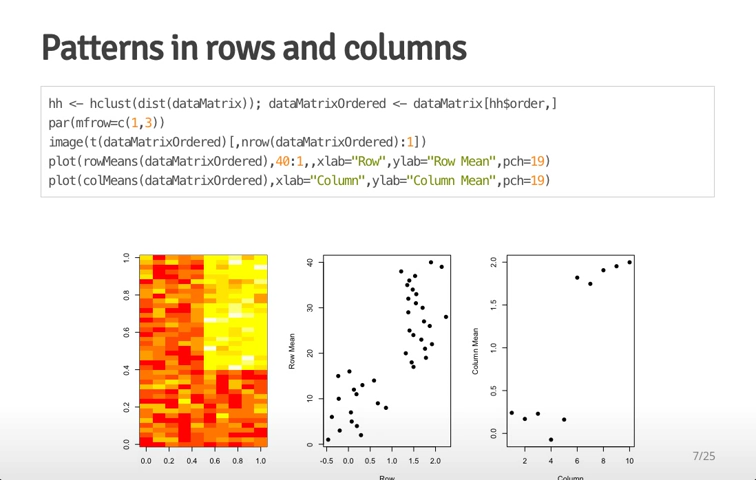 Patterns in rows and columns
hh <- hclust(dist(dataMatrix)); dataMatrixOrdered <- dataMatrix[hh$order,]
par(mfrow=c(1,3))
image(t(dataMatrixOrdered)[,nrow(dataMatrixOrdered):1])
plot(rowMeans(dataMatrixOrdered),40:1,,xlab="Row",ylab="Row Mean",pch=19)
plot(colMeans(dataMatrixOrdered),xlab="Column",ylab="Column Mean",pch=19)
1.0
0.8
0.6
0.4
0.2
0.0
0.0 0.2 0.4 0.6 0.8 1.0
Row Mean
40
30
20
10
0
-0.5 0.0 0.5 1.0 1.5 2.0
Row
Column Mean
2.0
1.5
1.0
0.5
0.0
2 4 6 8 10
Column
7/25